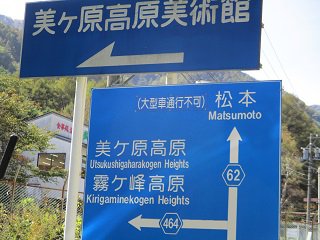 美ヶ原高原美術館
(大型車通行不可) 松本
Matsumoto
美ヶ原高原
Utsukushigaharakogen Heights
霧ヶ峰高原
Kirigaminekogen Heights
62
464